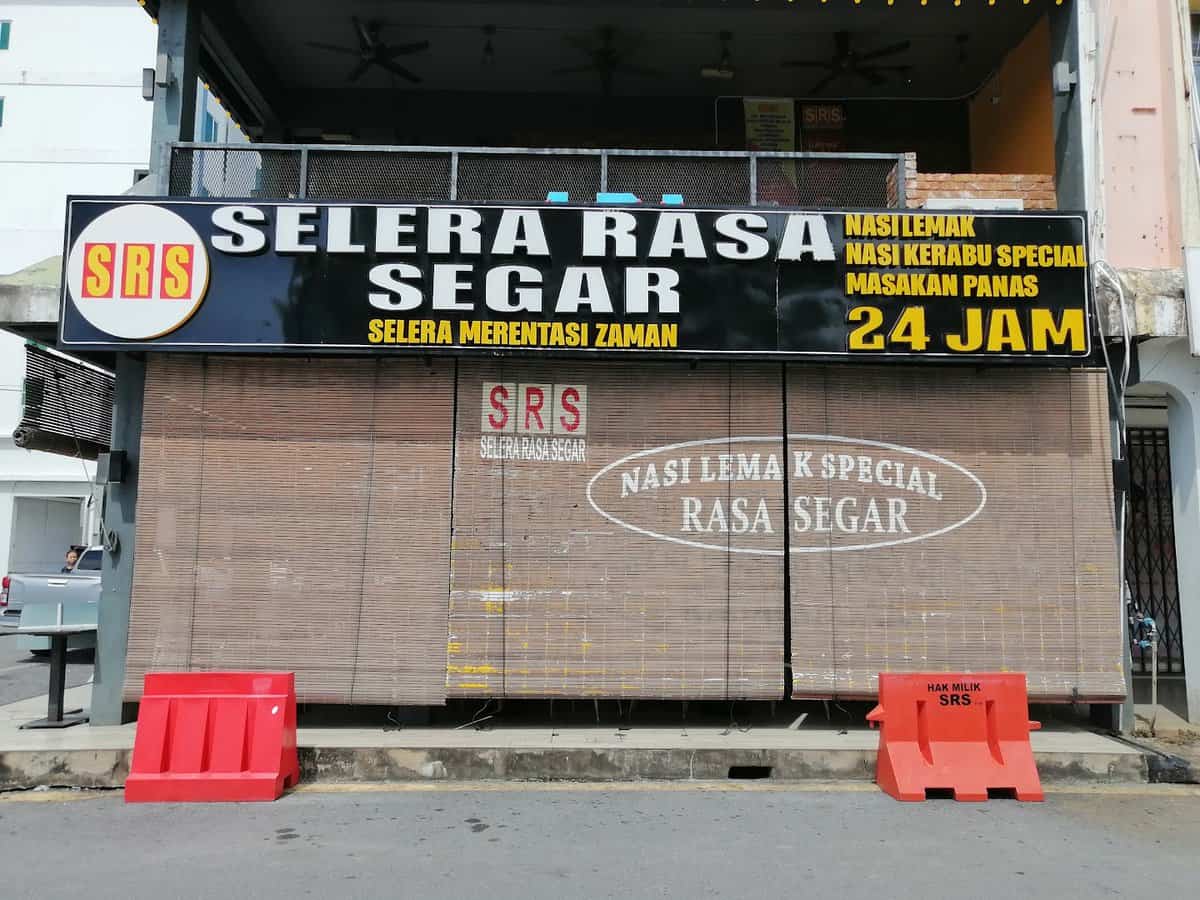 SRS
SRS
SELERA RASA
SEGAR
SELERA MERENTASI ZAMAN
NASI LEMAK
NASI KERABU SPECIAL
MASAKAN PANAS
24 JAM
SRS
SELERA RASA SEGAR
NASI LEMAK SPECIAL
RASA SEGAR
HAK MILIK
SRS